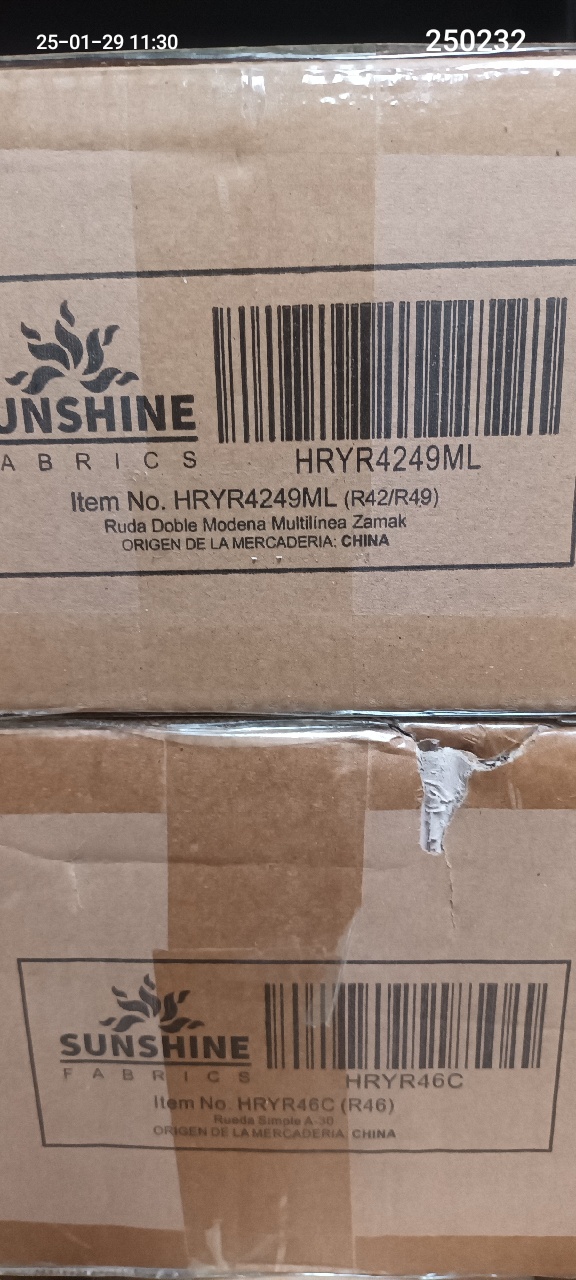 25-01-29 11:30
250232
UNSHINE
ABRICS
HRYR4249ML
Item No. HRYR4249ML (R42/R49)
Ruda Doble Modena Multilinea Zamak
ORIGEN DE LA MERCADERIA: CHINA
SUNSHINE
FABRICS
HRYR46C
Item No. HRYR46C (R46)
Rueda Simple A-30
ORIGEN DE LA MERCADERIA: CHINA